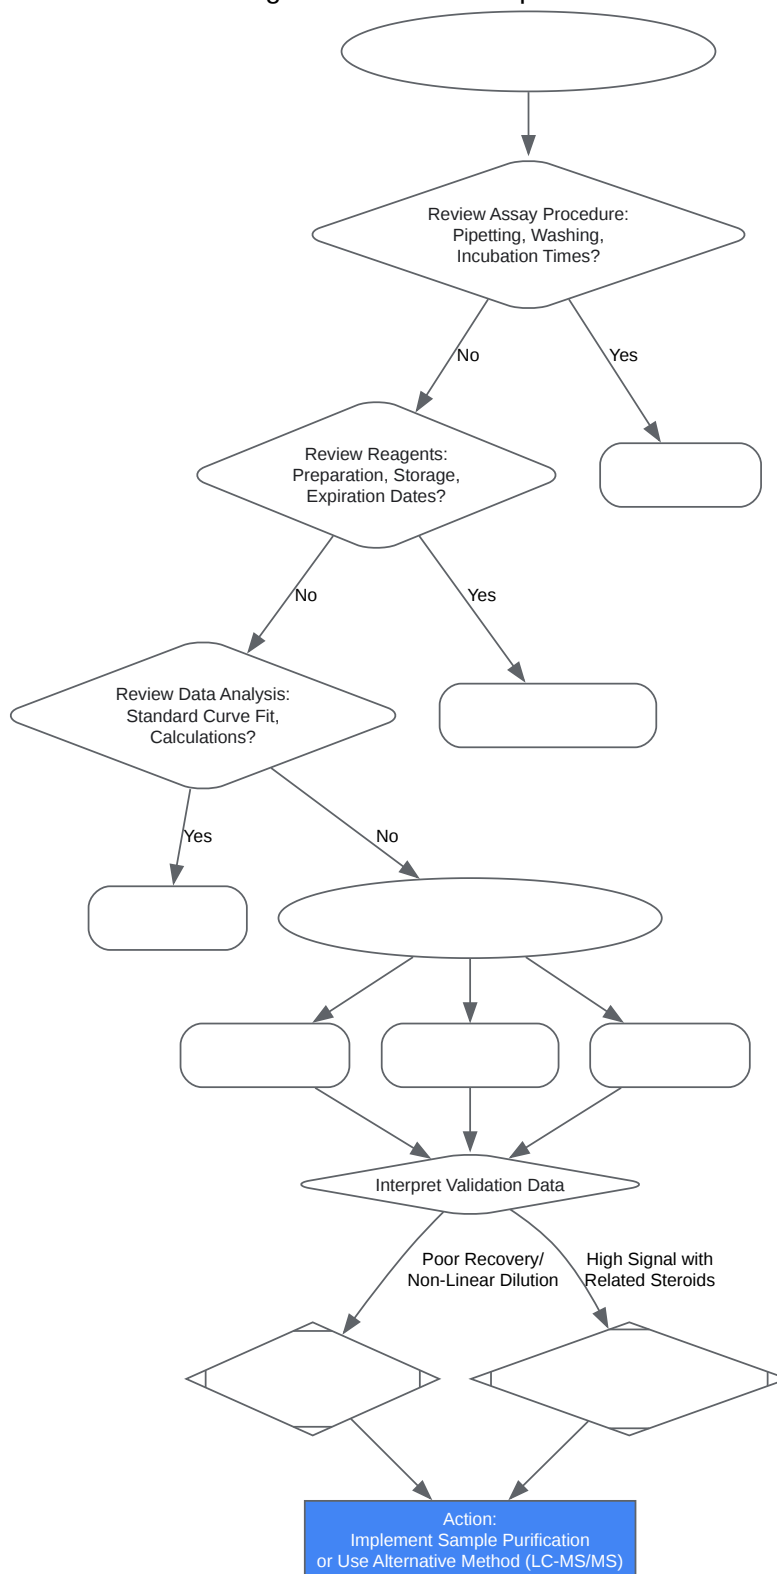 Review Assay Procedure:
Pipetting, Washing,
Incubation Times?
No
Yes
Review Reagents:
Preparation, Storage,
Expiration Dates?
No
Yes
Review Data Analysis:
Standard Curve Fit,
Calculations?
Yes
No
Interpret Validation Data
Poor Recovery/
Non-Linear Dilution
High Signal with
Related Steroids
Action:
Implement Sample Purification
or Use Alternative Method (LC-MS/MS)